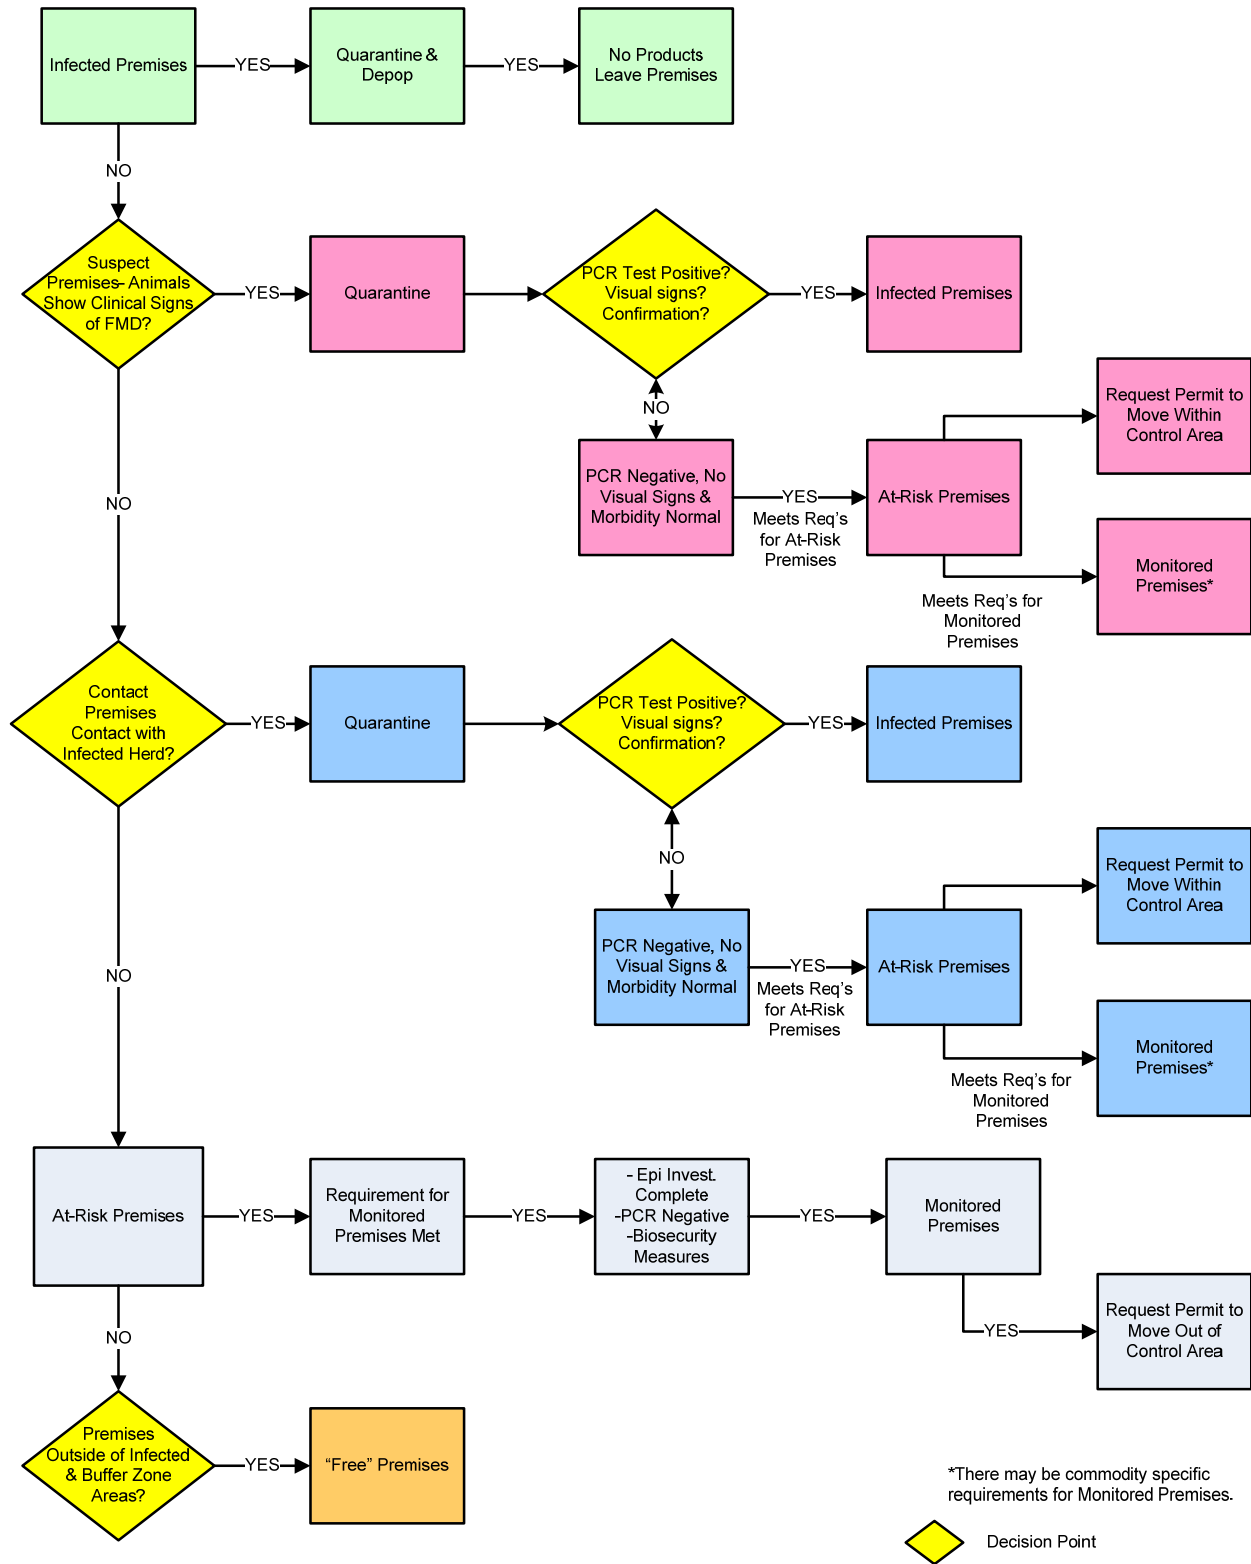 Infected Premises
YES
Quarantine &
Depop
YES
No Products
Leave Premises
NO
Suspect
Premises– Animals
Show Clinical Signs
of FMD?
YES
Quarantine
PCR Test Positive?
Visual signs?
Confirmation?
YES
Infected Premises
NO
PCR Negative, No
Visual Signs &
Morbidity Normal
YES
Meets Req's
for At-Risk
Premises
At-Risk Premises
Request Permit to
Move Within
Control Area
Meets Req's for
Monitored
Premises
Monitored
Premises*
NO
Contact
Premises
Contact with
Infected Herd?
YES
Quarantine
PCR Test Positive?
Visual signs?
Confirmation?
YES
Infected Premises
NO
PCR Negative, No
Visual Signs &
Morbidity Normal
YES
Meets Req's
for At-Risk
Premises
At-Risk Premises
Request Permit to
Move Within
Control Area
Meets Req's for
Monitored
Premises
Monitored
Premises*
NO
At-Risk Premises
YES
Requirement for
Monitored
Premises Met
YES
- Epi Invest.
Complete
-PCR Negative
-Biosecurity
Measures
YES
Monitored
Premises
YES
Request Permit to
Move Out of
Control Area
NO
Premises
Outside of Infected
& Buffer Zone
Areas?
YES
“Free” Premises
*There may be commodity specific
requirements for Monitored Premises.
Decision Point